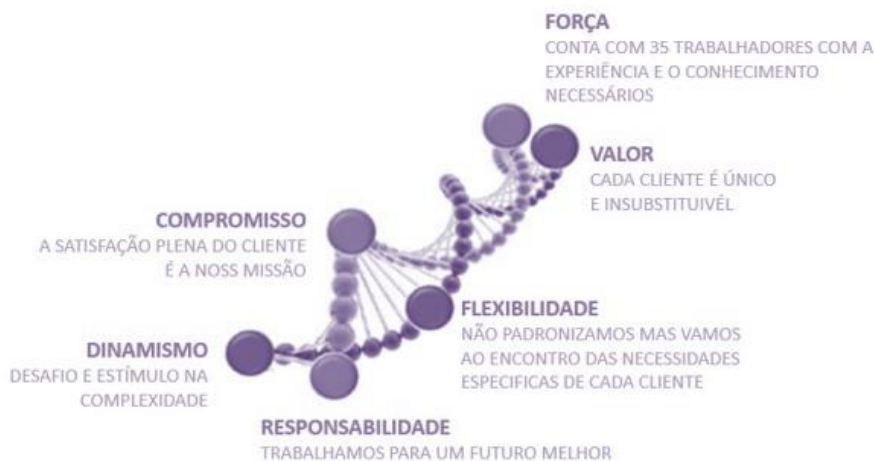 FORÇA
CONTA COM 35 TRABALHADORES COM A
EXPERIÊNCIA E O CONHECIMENTO
NECESSÁRIOS
VALOR
CADA CLIENTE É ÚNICO
E INSUBSTITUIVÉL
COMPROMISSO
A SATISFAÇÃO PLENA DO CLIENTE
É A NOSS MISSÃO
FLEXIBILIDADE
NÃO PADRONIZAMOS MAS VAMOS
AO ENCONTRO DAS NECESSIDADES
ESPECIFICAS DE CADA CLIENTE
DINAMISMO
DESAFIO E ESTÍMULO NA
COMPLEXIDADE
RESPONSABILIDADE
TRABALHAMOS PARA UM FUTURO MELHOR